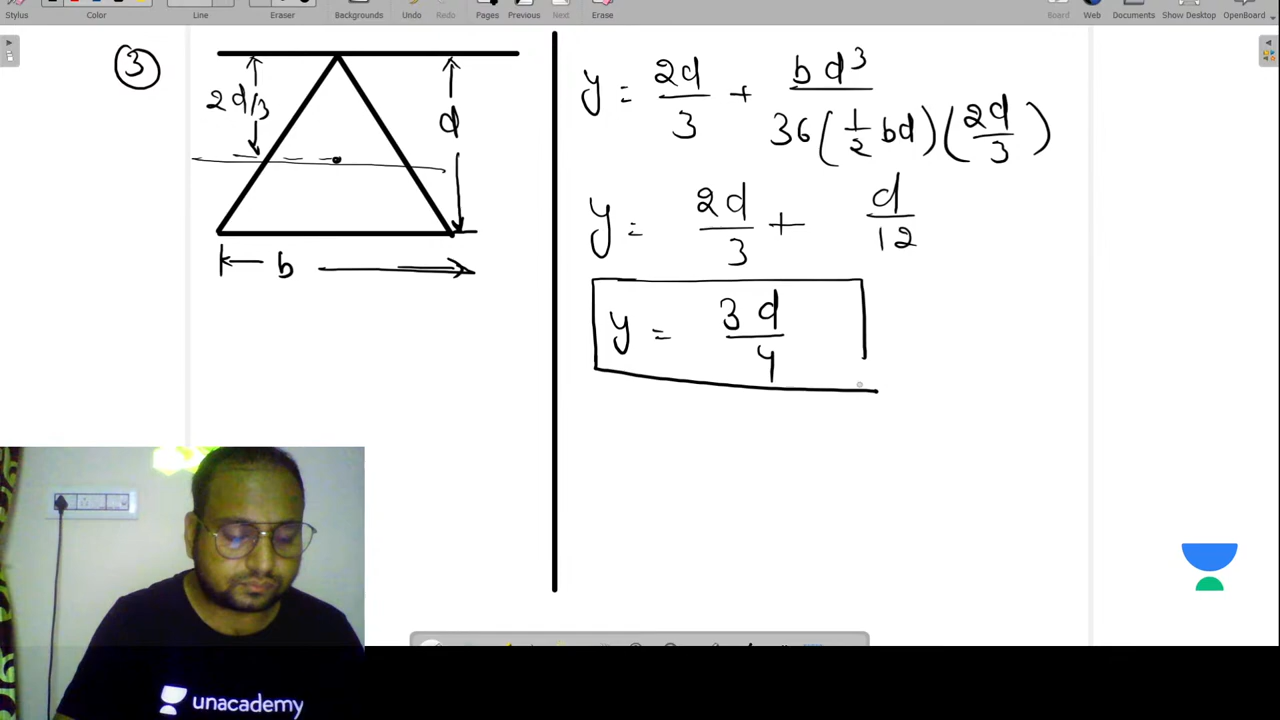 Stylus Color Line Eraser Backgrounds Undo Redo Pages Previous Next Erase Board Web Documents Show Desktop OpenBoard
3
2d/3
d
b
y = 2d/3 + bd³/36(1/2 bd)(2d/3)
y = 2d/3 + d/12
y = 3d/4
unacademy